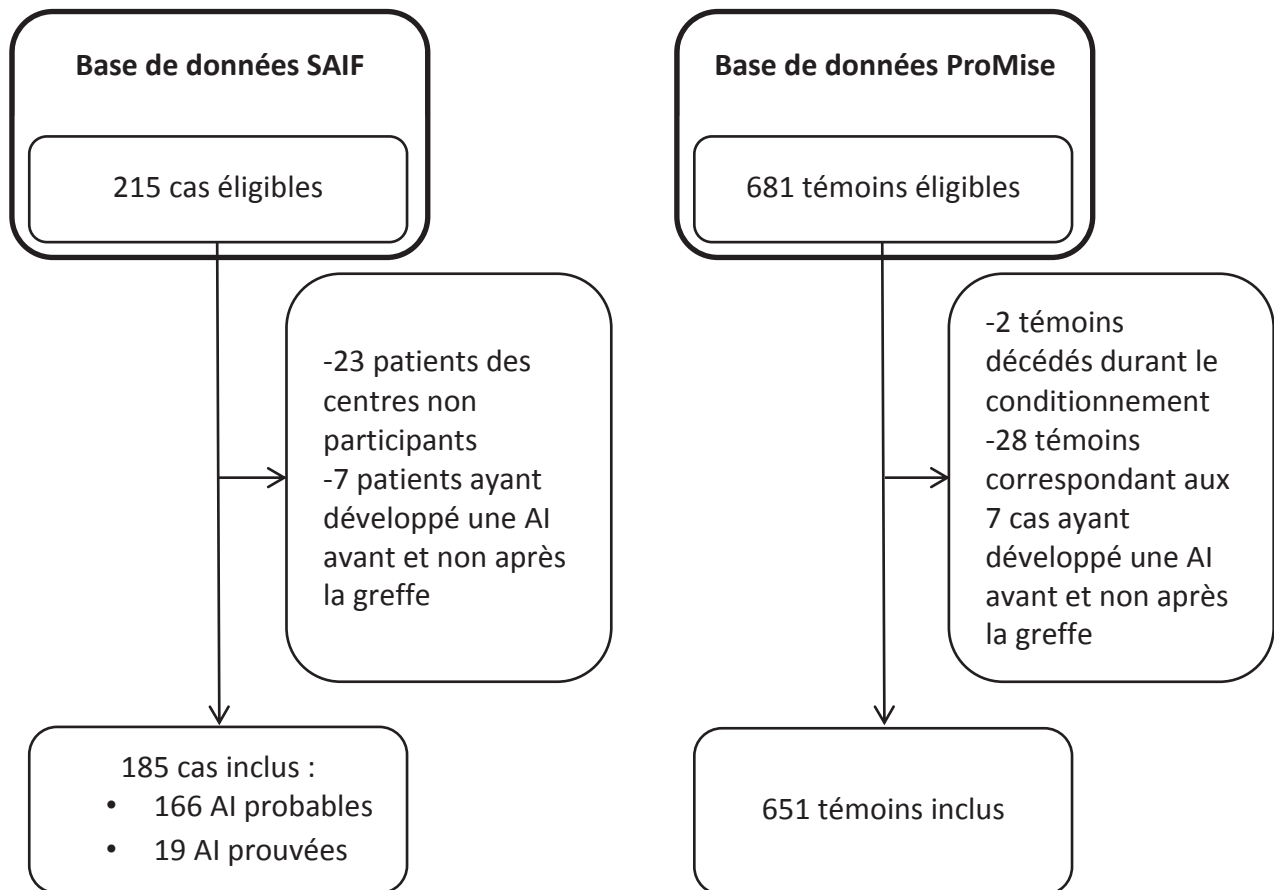 Base de données SAIF
215 cas éligibles
-23 patients des
centres non
participants
-7 patients ayant
développé une AI
avant et non après
la greffe
185 cas inclus :
• 166 AI probables
• 19 AI prouvées
Base de données ProMise
681 témoins éligibles
-2 témoins
décédés durant le
conditionnement
-28 témoins
correspondant aux
7 cas ayant
développé une AI
avant et non après
la greffe
651 témoins inclus